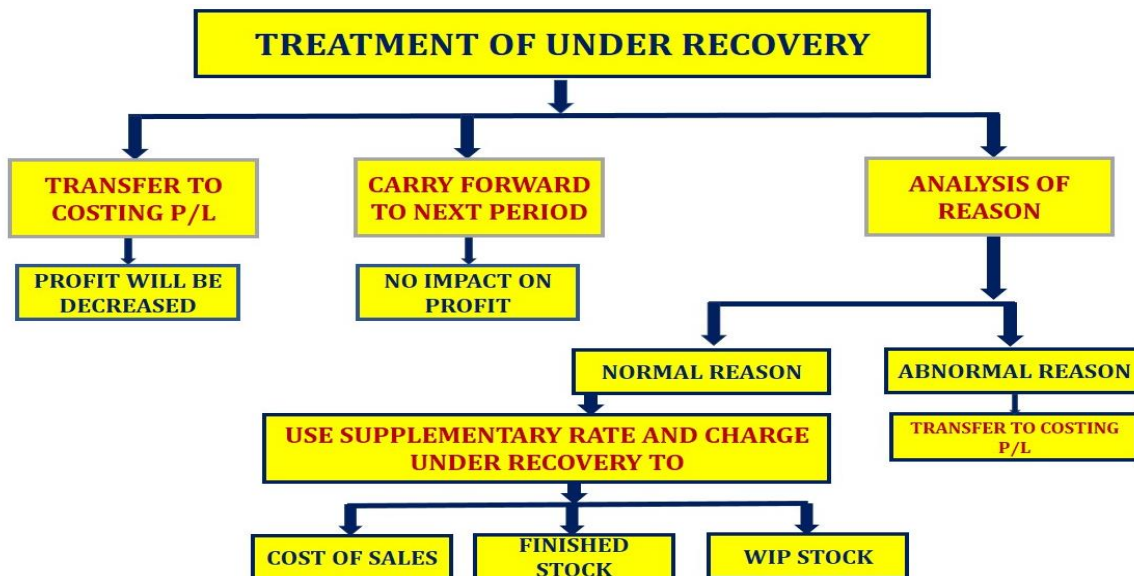 TREATMENT OF UNDER RECOVERY
TRANSFER TO
COSTING P/L
CARRY FORWARD
TO NEXT PERIOD
ANALYSIS OF
REASON
PROFIT WILL BE
DECREASED
NO IMPACT ON
PROFIT
NORMAL REASON
ABNORMAL REASON
USE SUPPLEMENTARY RATE AND CHARGE
UNDER RECOVERY TO
TRANSFER TO COSTING
P/L
COST OF SALES
FINISHED
STOCK
WIP STOCK